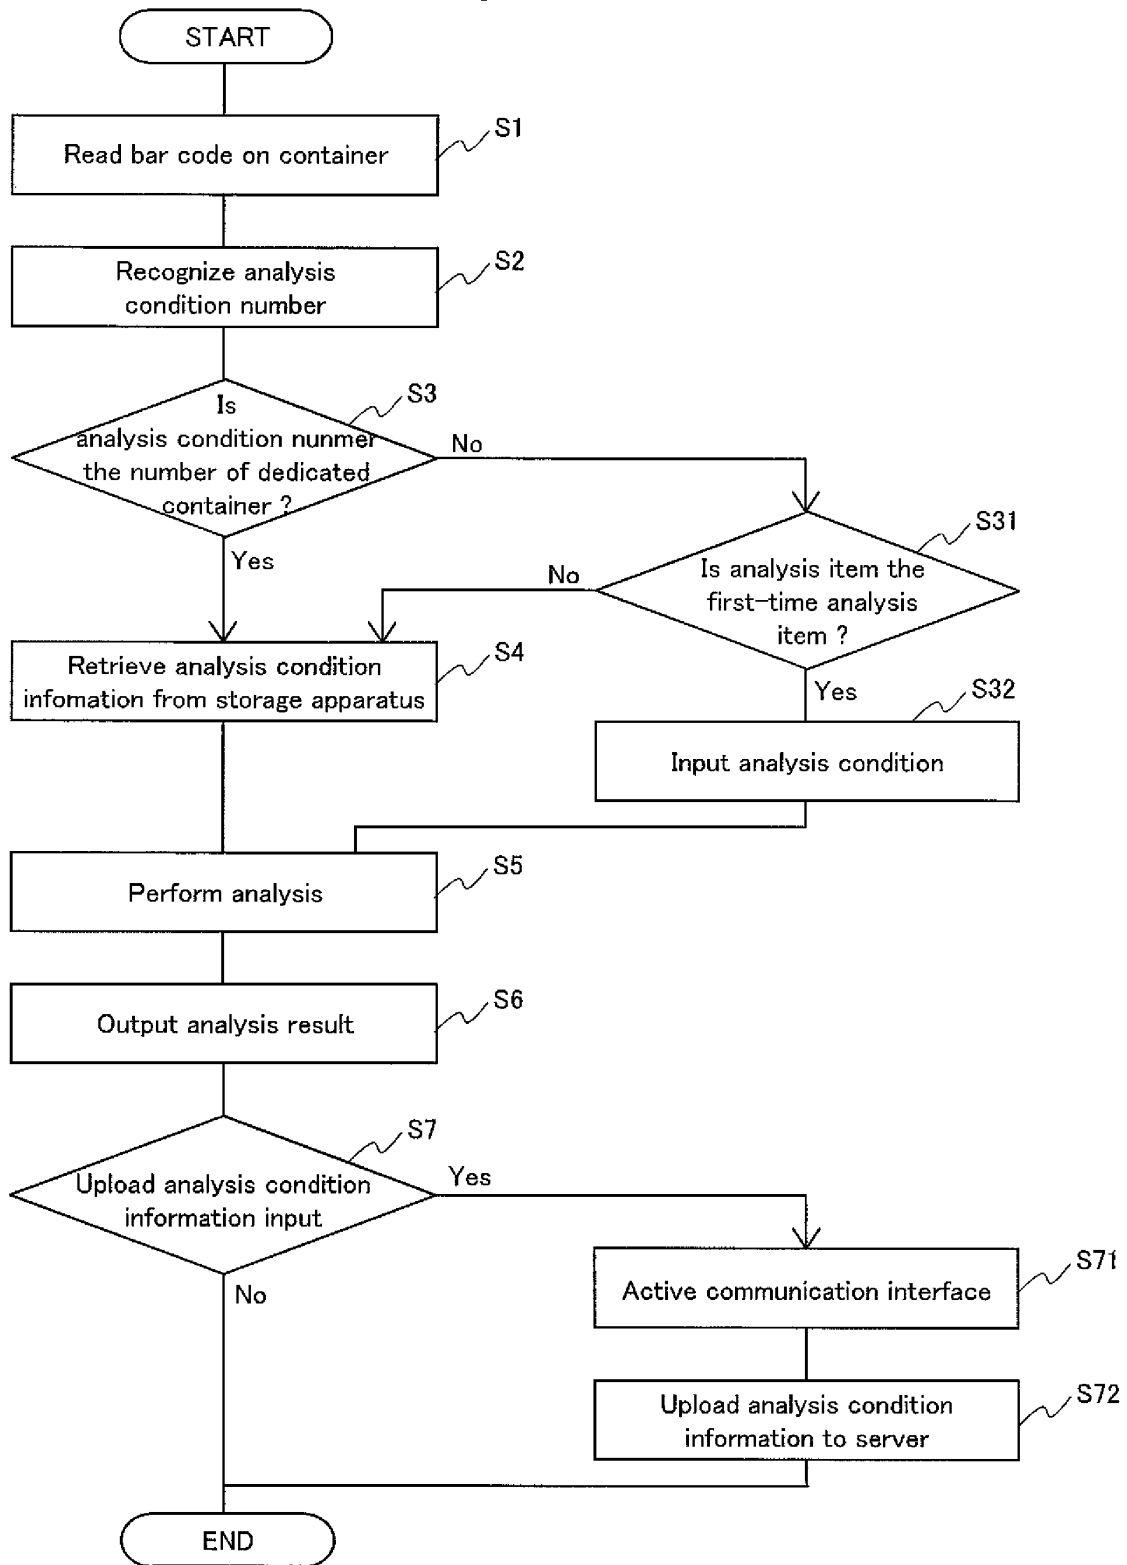 START
S1
Read bar code on container
S2
Recognize analysis
condition number
S3
Is
analysis condition nunmer
the number of dedicated
container ?
No
Yes
S31
Is analysis item the
first-time analysis
item ?
No
Yes
S4
Retrieve analysis condition
infomation from storage apparatus
S32
Input analysis condition
S5
Perform analysis
S6
Output analysis result
S7
Upload analysis condition
information input
Yes
No
S71
Active communication interface
S72
Upload analysis condition
information to server
END